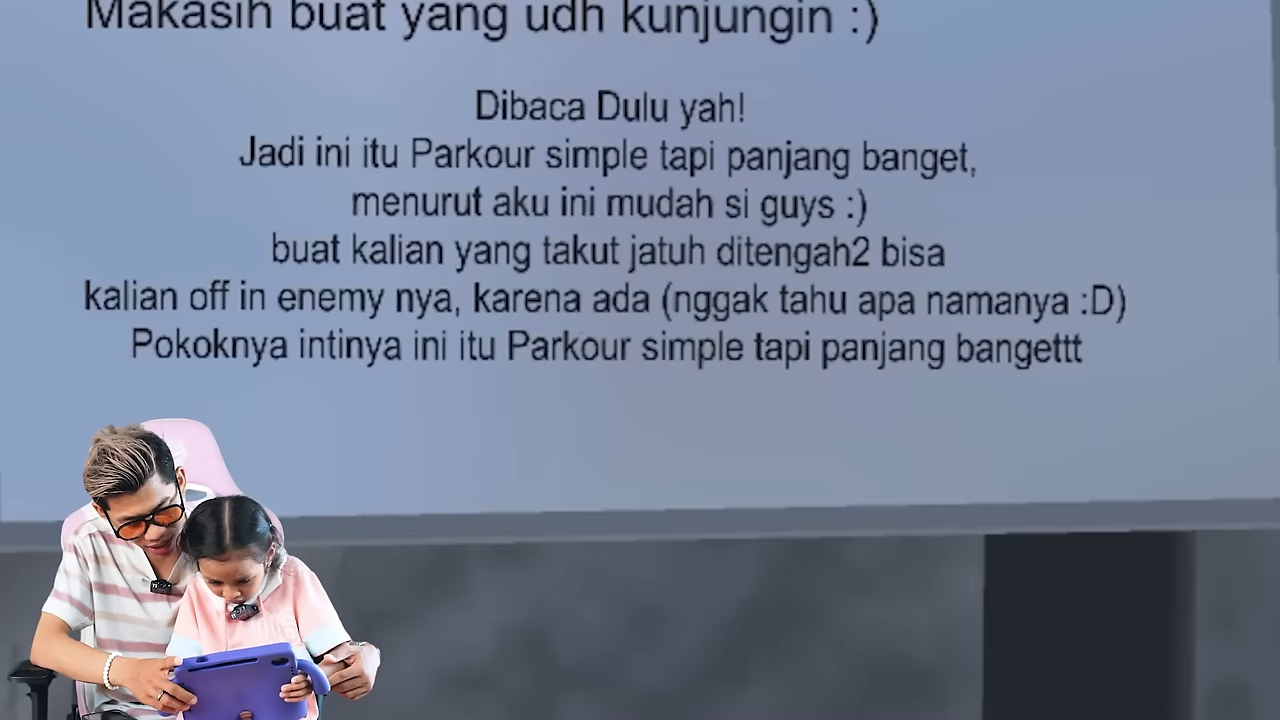 Makasih buat yang udh kunjungin :)
Dibaca Dulu yah!
Jadi ini itu Parkour simple tapi panjang banget,
menurut aku ini mudah si guys :)
buat kalian yang takut jatuh ditengah2 bisa
kalian off in enemy nya, karena ada (nggak tahu apa namanya :D)
Pokoknya intinya ini itu Parkour simple tapi panjang bangettt